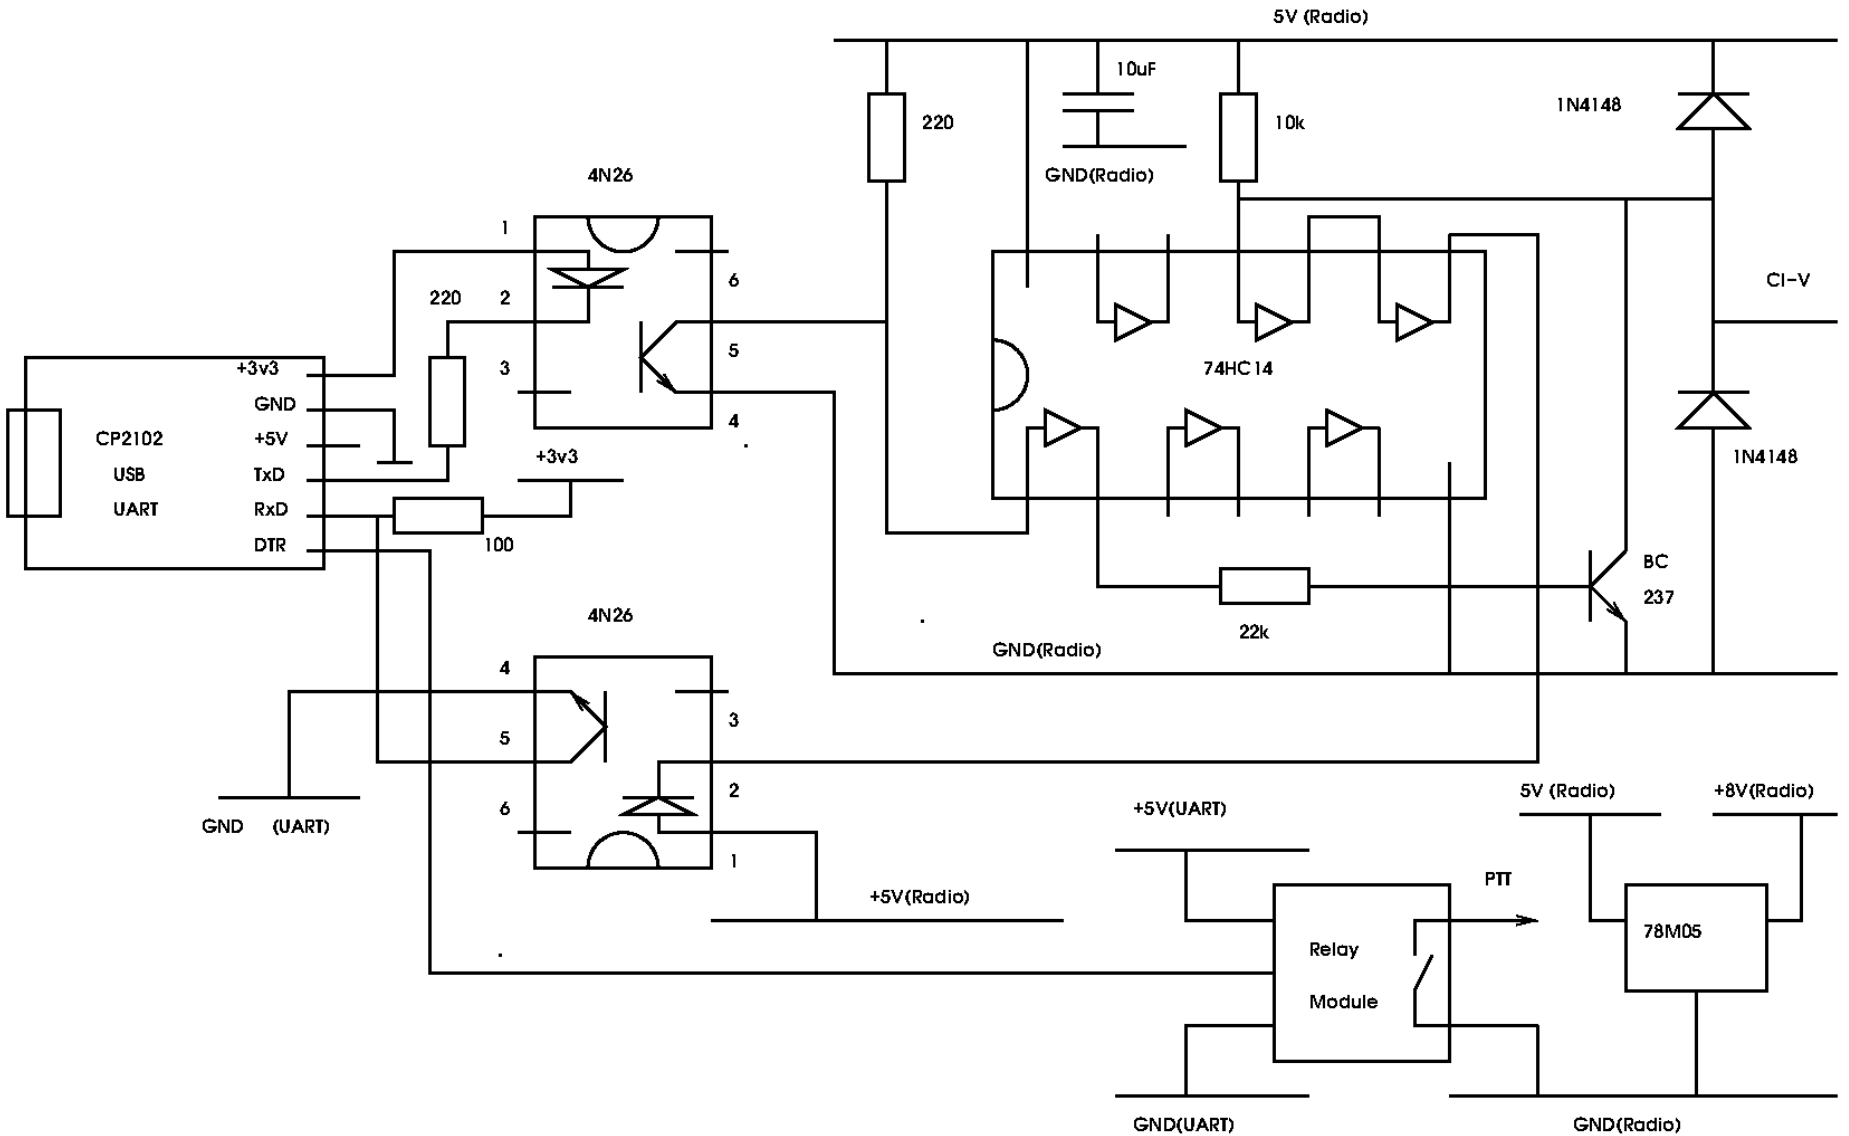 5V (Radio)
10uF
1N4148
220
10k
GND(Radio)
4N26
1
6
CI-V
220
2
5
3
74HC14
+3v3
GND
4
CP2102
+5V
+3v3
1N4148
USB
TxD
UART
RxD
DTR
100
BC
237
4N26
22k
GND(Radio)
4
3
5
2
6
5V (Radio)
+8V(Radio)
+5V(UART)
GND (UART)
1
PTT
+5V(Radio)
78M05
Relay
Module
GND(UART)
GND(Radio)